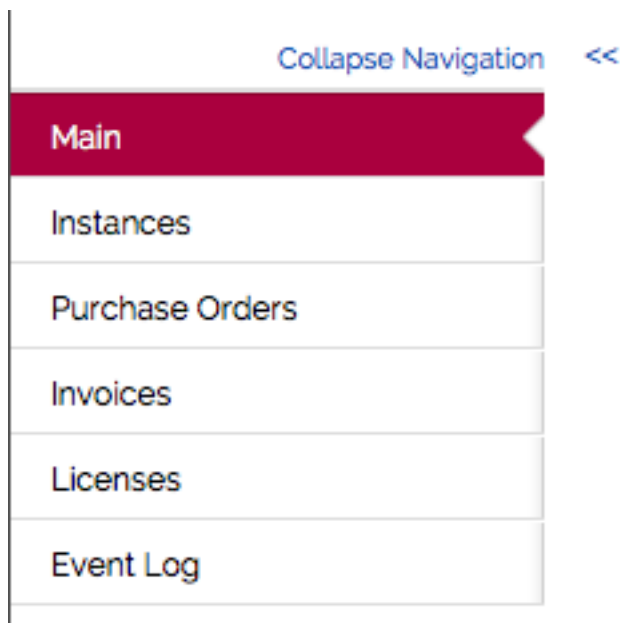 Collapse Navigation <<
Main
Instances
Purchase Orders
Invoices
Licenses
Event Log